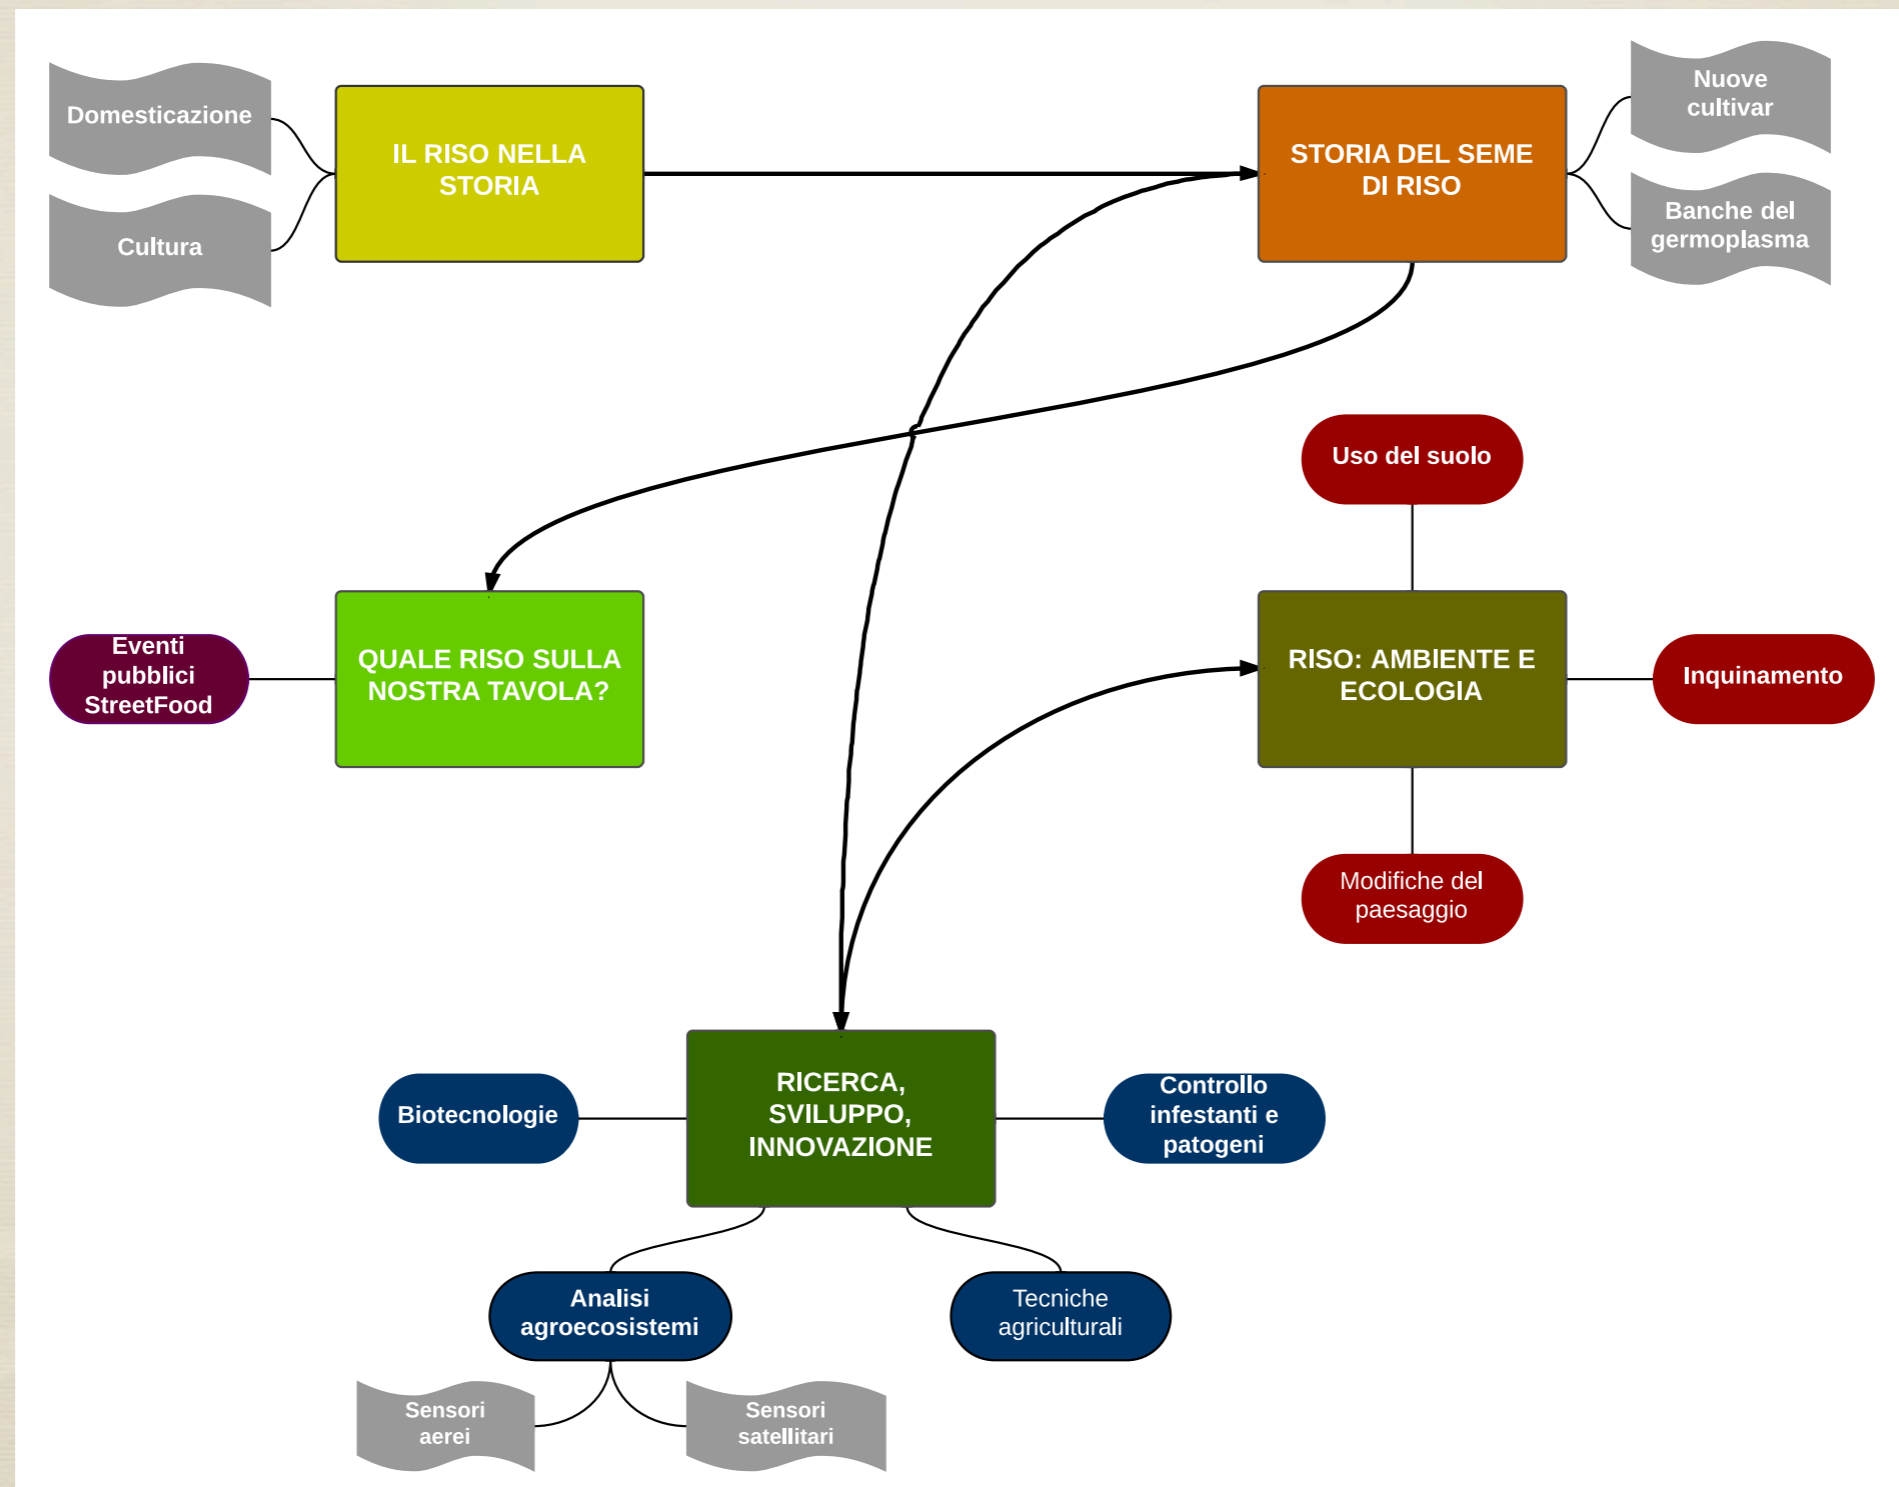 Domesticazione
Cultura
IL RISO NELLA
STORIA
STORIA DEL SEME
DI RISO
Nuove
cultivar
Banche del
germoplasma
Uso del suolo
Eventi
pubblici
StreetFood
QUALE RISO SULLA
NOSTRA TAVOLA?
RISO: AMBIENTE E
ECOLOGIA
Inquinamento
Modifiche del
paesaggio
Biotecnologie
RICERCA,
SVILUPPO,
INNOVAZIONE
Controllo
infestanti e
patogeni
Analisi
agroecosistemi
Tecniche
agriculturali
Sensori
aerei
Sensori
satellitari